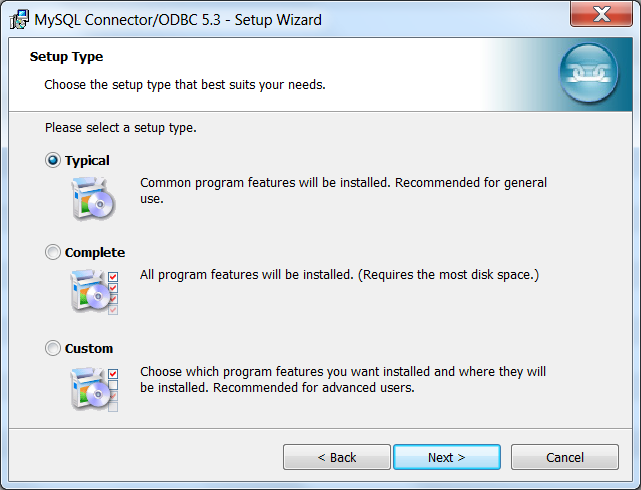 MySQL Connector/ODBC 5.3 - Setup Wizard
Setup Type
Choose the setup type that best suits your needs.
Please select a setup type.
Typical
Common program features will be installed. Recommended for general
use.
Complete
All program features will be installed. (Requires the most disk space.)
Custom
Choose which program features you want installed and where they will
be installed. Recommended for advanced users.
< Back
Next >
Cancel